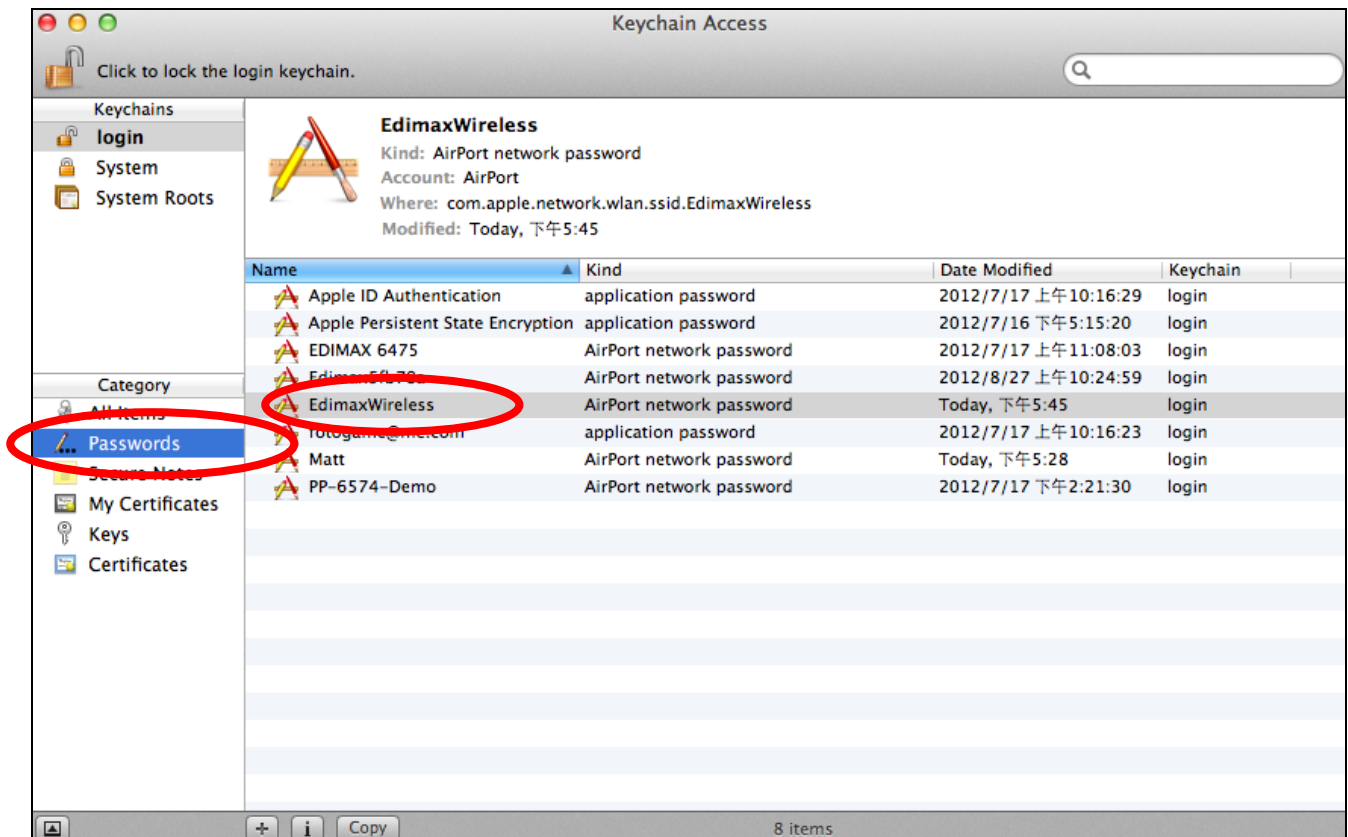 Keychain Access
Click to lock the login keychain.
Keychains
login
System
System Roots
EdimaxWireless
Kind: AirPort network password
Account: AirPort
Where: com.apple.network.wlan.ssid.EdimaxWireless
Modified: Today, 下午5:45
Name Kind Date Modified Keychain
Apple ID Authentication application password 2012/7/17 上午10:16:29 login
Apple Persistent State Encryption application password 2012/7/16 下午5:15:20 login
EDIMAX 6475 AirPort network password 2012/7/17 上午11:08:03 login
AirPort network password 2012/8/27 上午10:24:59 login
EdimaxWireless AirPort network password Today, 下午5:45 login
application password 2012/7/17 上午10:16:23 login
Matt AirPort network password Today, 下午5:28 login
PP-6574-Demo AirPort network password 2012/7/17 下午2:21:30 login
Category
All Items
Passwords
Secure Notes
My Certificates
Keys
Certificates
Copy
8 items